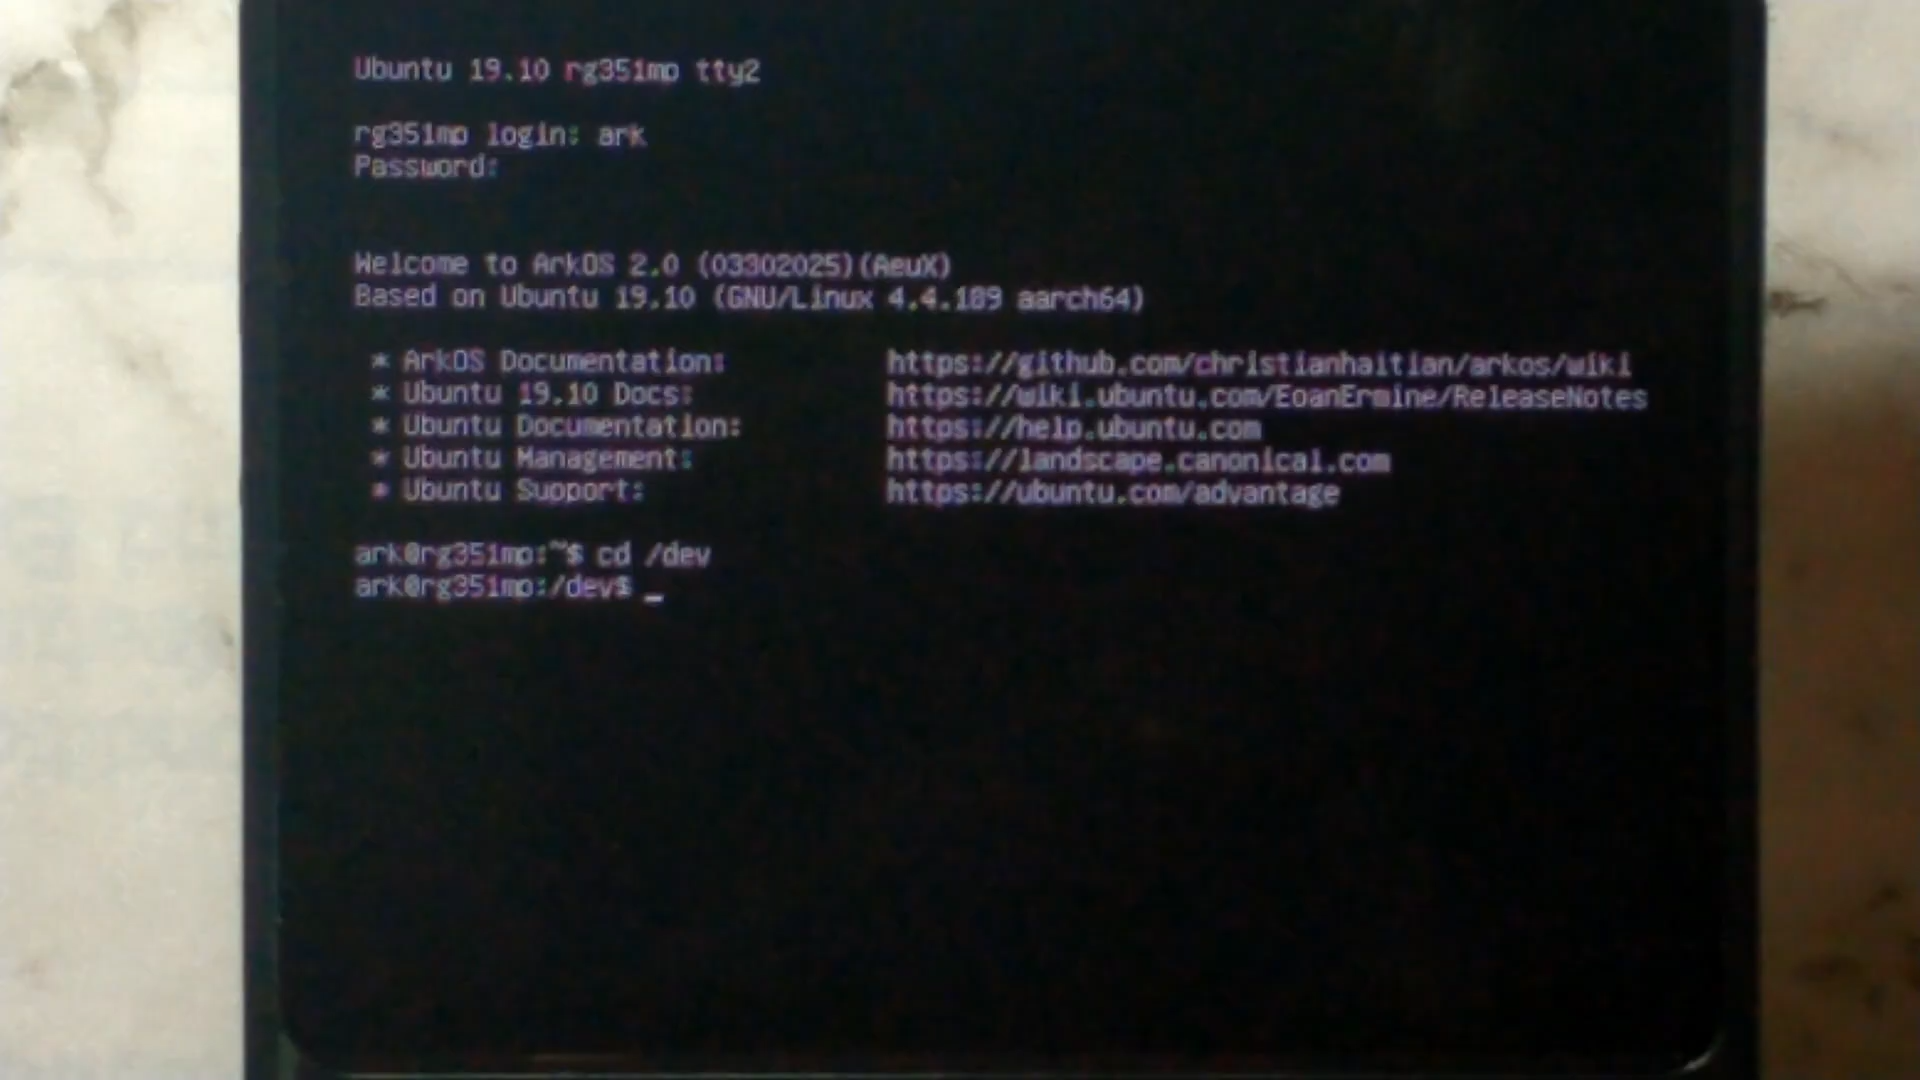 Ubuntu 19.10 rg351mp tty2
rg351mp login: ark
Password:
Welcome to ArkOS 2.0 (03302025)(AeuX)
Based on Ubuntu 19.10 (GNU/Linux 4.4.189 aarch64)
* ArkOS Documentation: https://github.com/christianhaitian/arkos/wiki
* Ubuntu 19.10 Docs: https://wiki.ubuntu.com/EoanErmine/ReleaseNotes
* Ubuntu Documentation: https://help.ubuntu.com
* Ubuntu Management: https://landscape.canonical.com
* Ubuntu Support: https://ubuntu.com/advantage
ark@rg351mp:~$ cd /dev
ark@rg351mp:/dev$ _